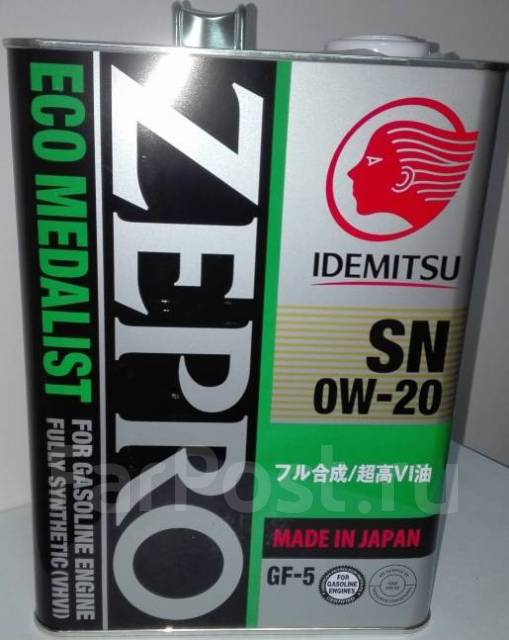 ECO MEDALIST
FOR GASOLINE ENGINE
FULLY SYNTHETIC (VHVI)
ZEPRO
IDEMITSU
SN
0W-20
フル合成/超高VI油
MADE IN JAPAN
GF-5
FOR
GASOLINE
ENGINES
arPost.ru